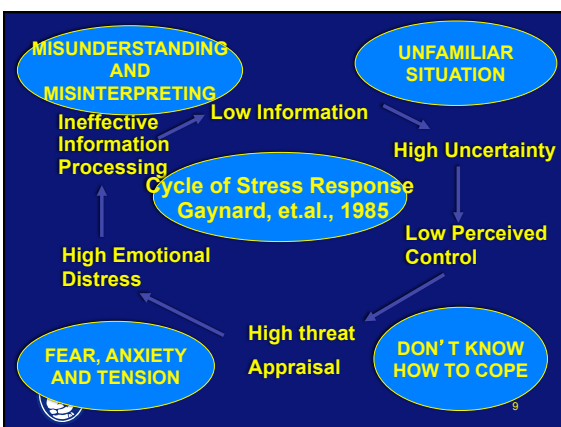 MISUNDERSTANDING
AND
MISINTERPRETING
UNFAMILIAR
SITUATION
Low Information
Ineffective
Information
Processing
High Uncertainty
Cycle of Stress Response
Gaynard, et.al., 1985
Low Perceived
Control
High Emotional
Distress
High threat
Appraisal
FEAR, ANXIETY
AND TENSION
DON’T KNOW
HOW TO COPE
9